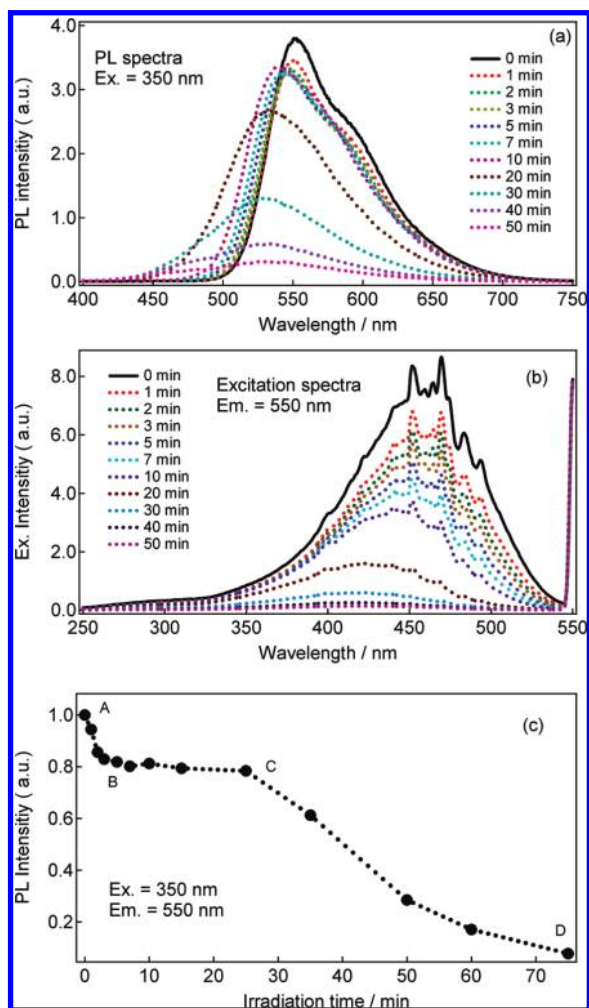 (a)
PL spectra
Ex. = 350 nm
0 min
1 min
2 min
3 min
5 min
7 min
10 min
20 min
30 min
40 min
50 min
4.0
3.0
2.0
1.0
0.0
PL intensitiy ( a.u.)
400 450 500 550 600 650 700 750
Wavelength / nm
(b)
Excitation spectra
Em. = 550 nm
0 min
1 min
2 min
3 min
5 min
7 min
10 min
20 min
30 min
40 min
50 min
8.0
6.0
4.0
2.0
0.0
Ex. Intensitiy ( a.u.)
250 300 350 400 450 500 550
Wavelength / nm
(c)
A
B
C
D
Ex. = 350 nm
Em. = 550 nm
1.0
0.8
0.6
0.4
0.2
PL Intensitiy ( a.u.)
0 10 20 30 40 50 60 70
Irradiation time / min